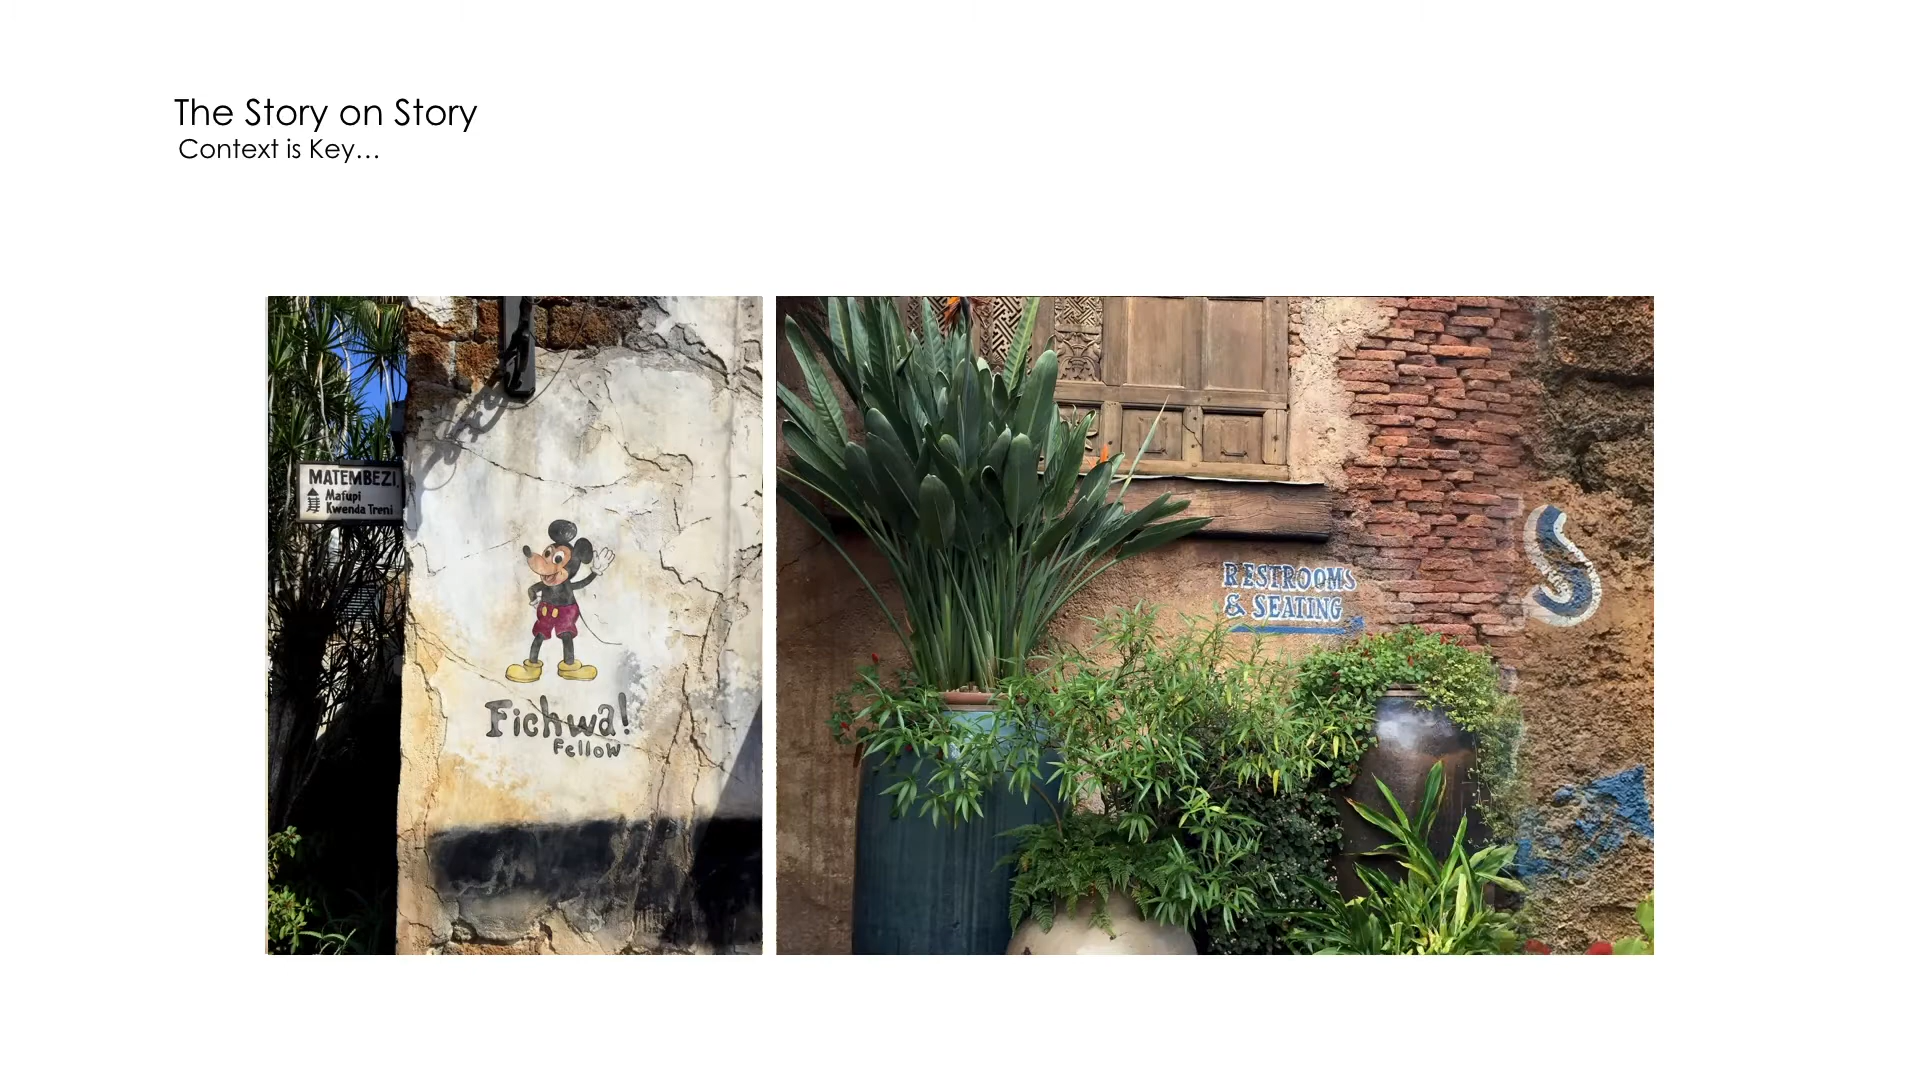 The Story on Story
Context is Key…
MATEMBEZI
Mafupi
Kwenda Treni
Fichwa!
Fellow
RESTROOMS
& SEATING
S